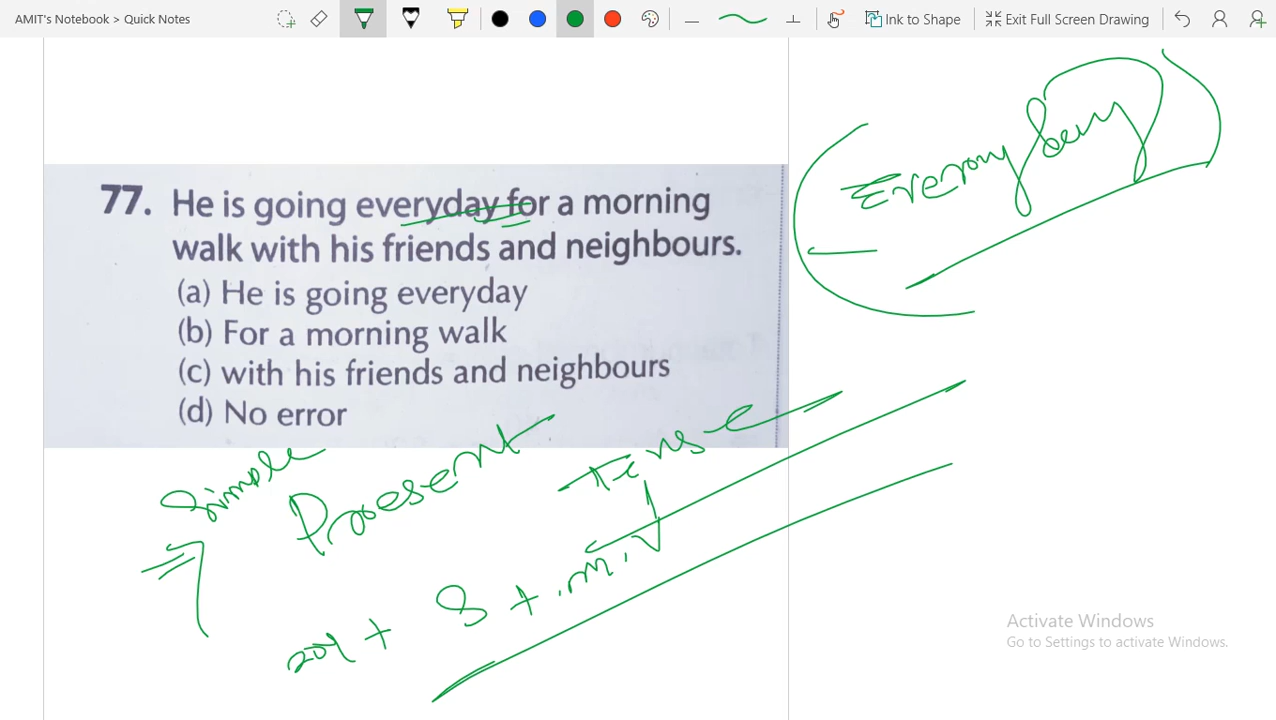 AMIT's Notebook > Quick Notes
Ink to Shape
Exit Full Screen Drawing
77. He is going everyday for a morning
walk with his friends and neighbours.
(a) He is going everyday
(b) For a morning walk
(c) with his friends and neighbours
(d) No error
Simple
Present
Tense
+ S + m.v
Activate Windows
Go to Settings to activate Windows.